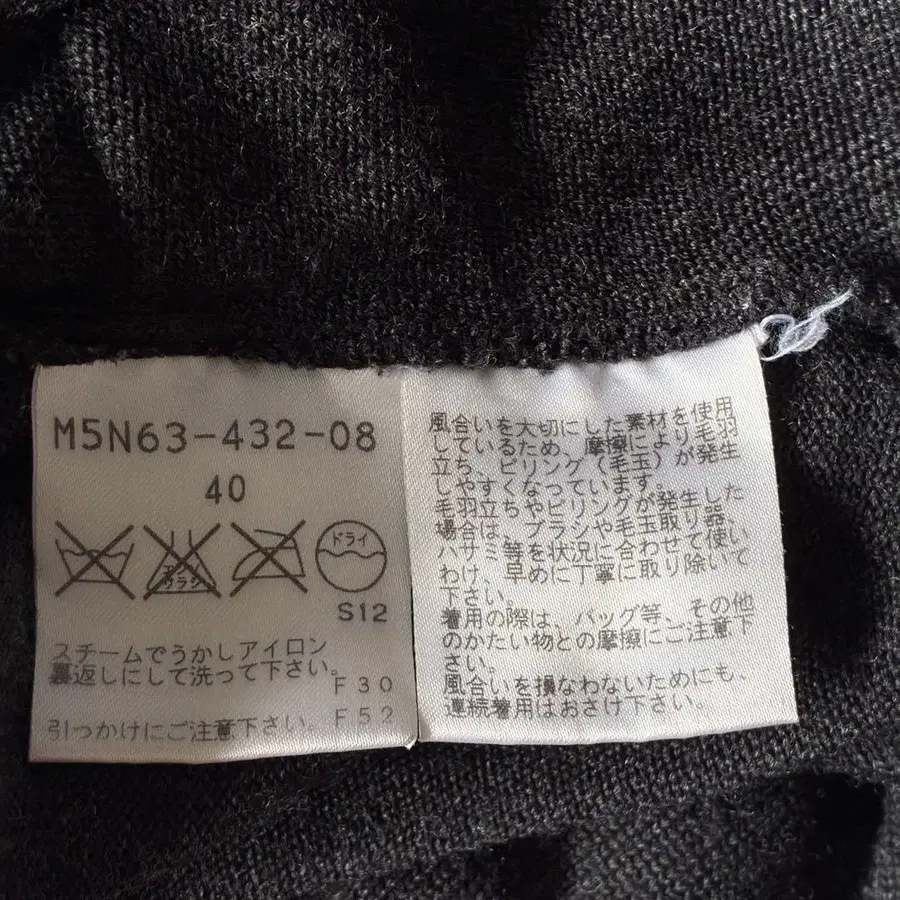 M5N63-432-08
40
エンソ
サラシ
ドライ
S12
スチームでうかしアイロン
裏返しにして洗って下さい。
F30
引っかけにご注意下さい。F52
風合いを大切にした素材を使用
しているため、摩擦により毛羽
立ち、ピリング(毛玉)が発生
しやすくなっています。
毛羽立ちやピリングが発生した
場合は、ブラシや毛玉取り器、
ハサミ等を状況に合わせて使い
わけ、早めに丁寧に取り除いて
下さい。
着用の際は、バッグ等、その他
のかたい物との摩擦にご注意下
さい。
風合いを損なわないためにも、
連続着用はおさけ下さい。